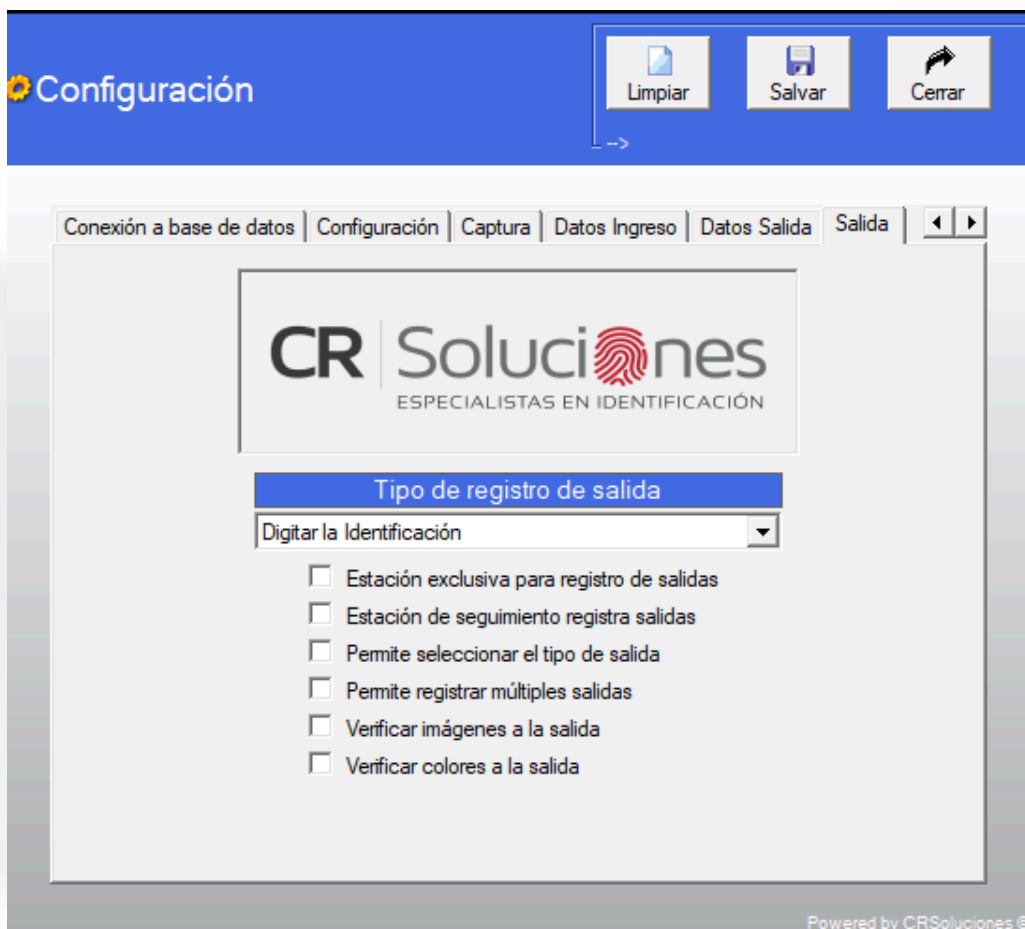 Configuración
Limpiar Salvar Cerrar
-->
Conexión a base de datos Configuración Captura Datos Ingreso Datos Salida Salida
CR Soluciones
ESPECIALISTAS EN IDENTIFICACIÓN
Tipo de registro de salida
Digitar la Identificación
Estación exclusiva para registro de salidas
Estación de seguimiento registra salidas
Permite seleccionar el tipo de salida
Permite registrar múltiples salidas
Verificar imágenes a la salida
Verificar colores a la salida
Powered by CRSoluciones ©